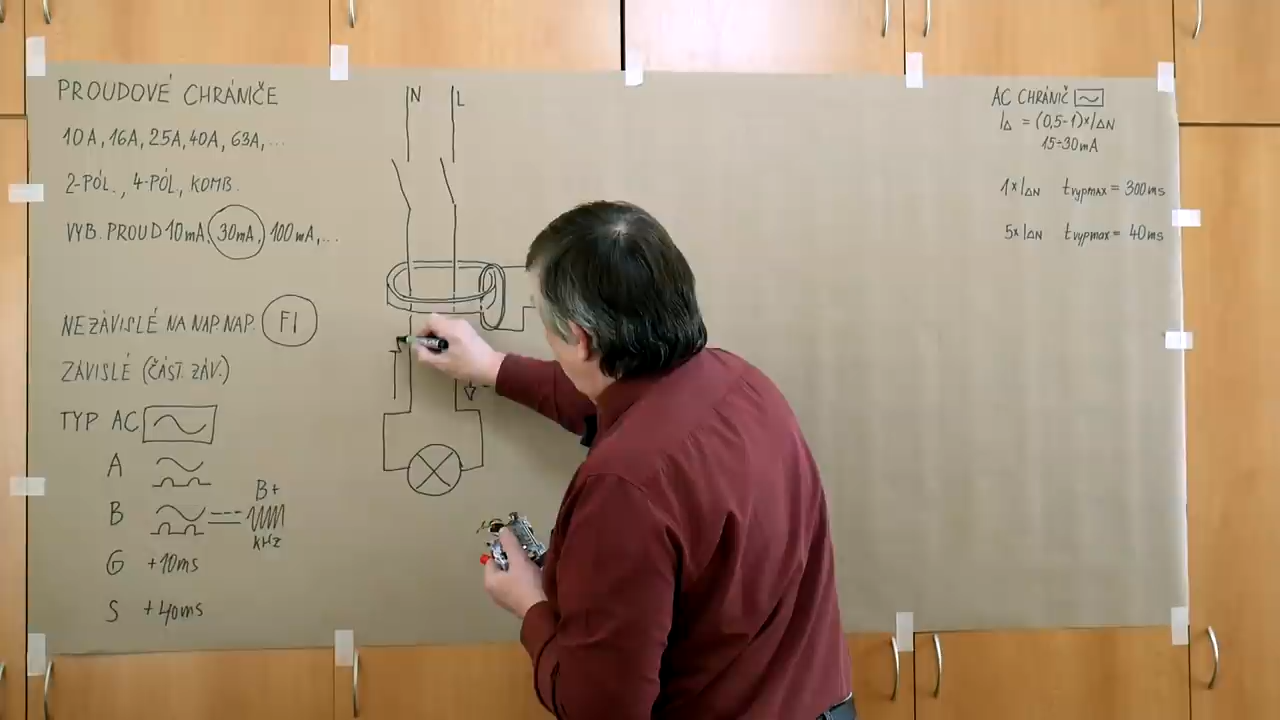 PROUDOVÉ CHRÁNIČE
10A, 16A, 25A, 40A, 63A, ...
2-PÓL., 4-PÓL, KOMB.
VYB. PROUD 10mA, 30mA, 100mA, ...
NEZÁVISLÉ NA NAP. NAP. FI
ZÁVISLÉ (ČÁST. ZÁV.)
TYP AC
A
B
B+
kHz
G +10ms
S +40ms
N L
AC CHRÁNIČ
IΔ = (0,5-1)×IΔN
15÷30mA
1×IΔN tvypmax = 300ms
5×IΔN tvypmax = 40ms